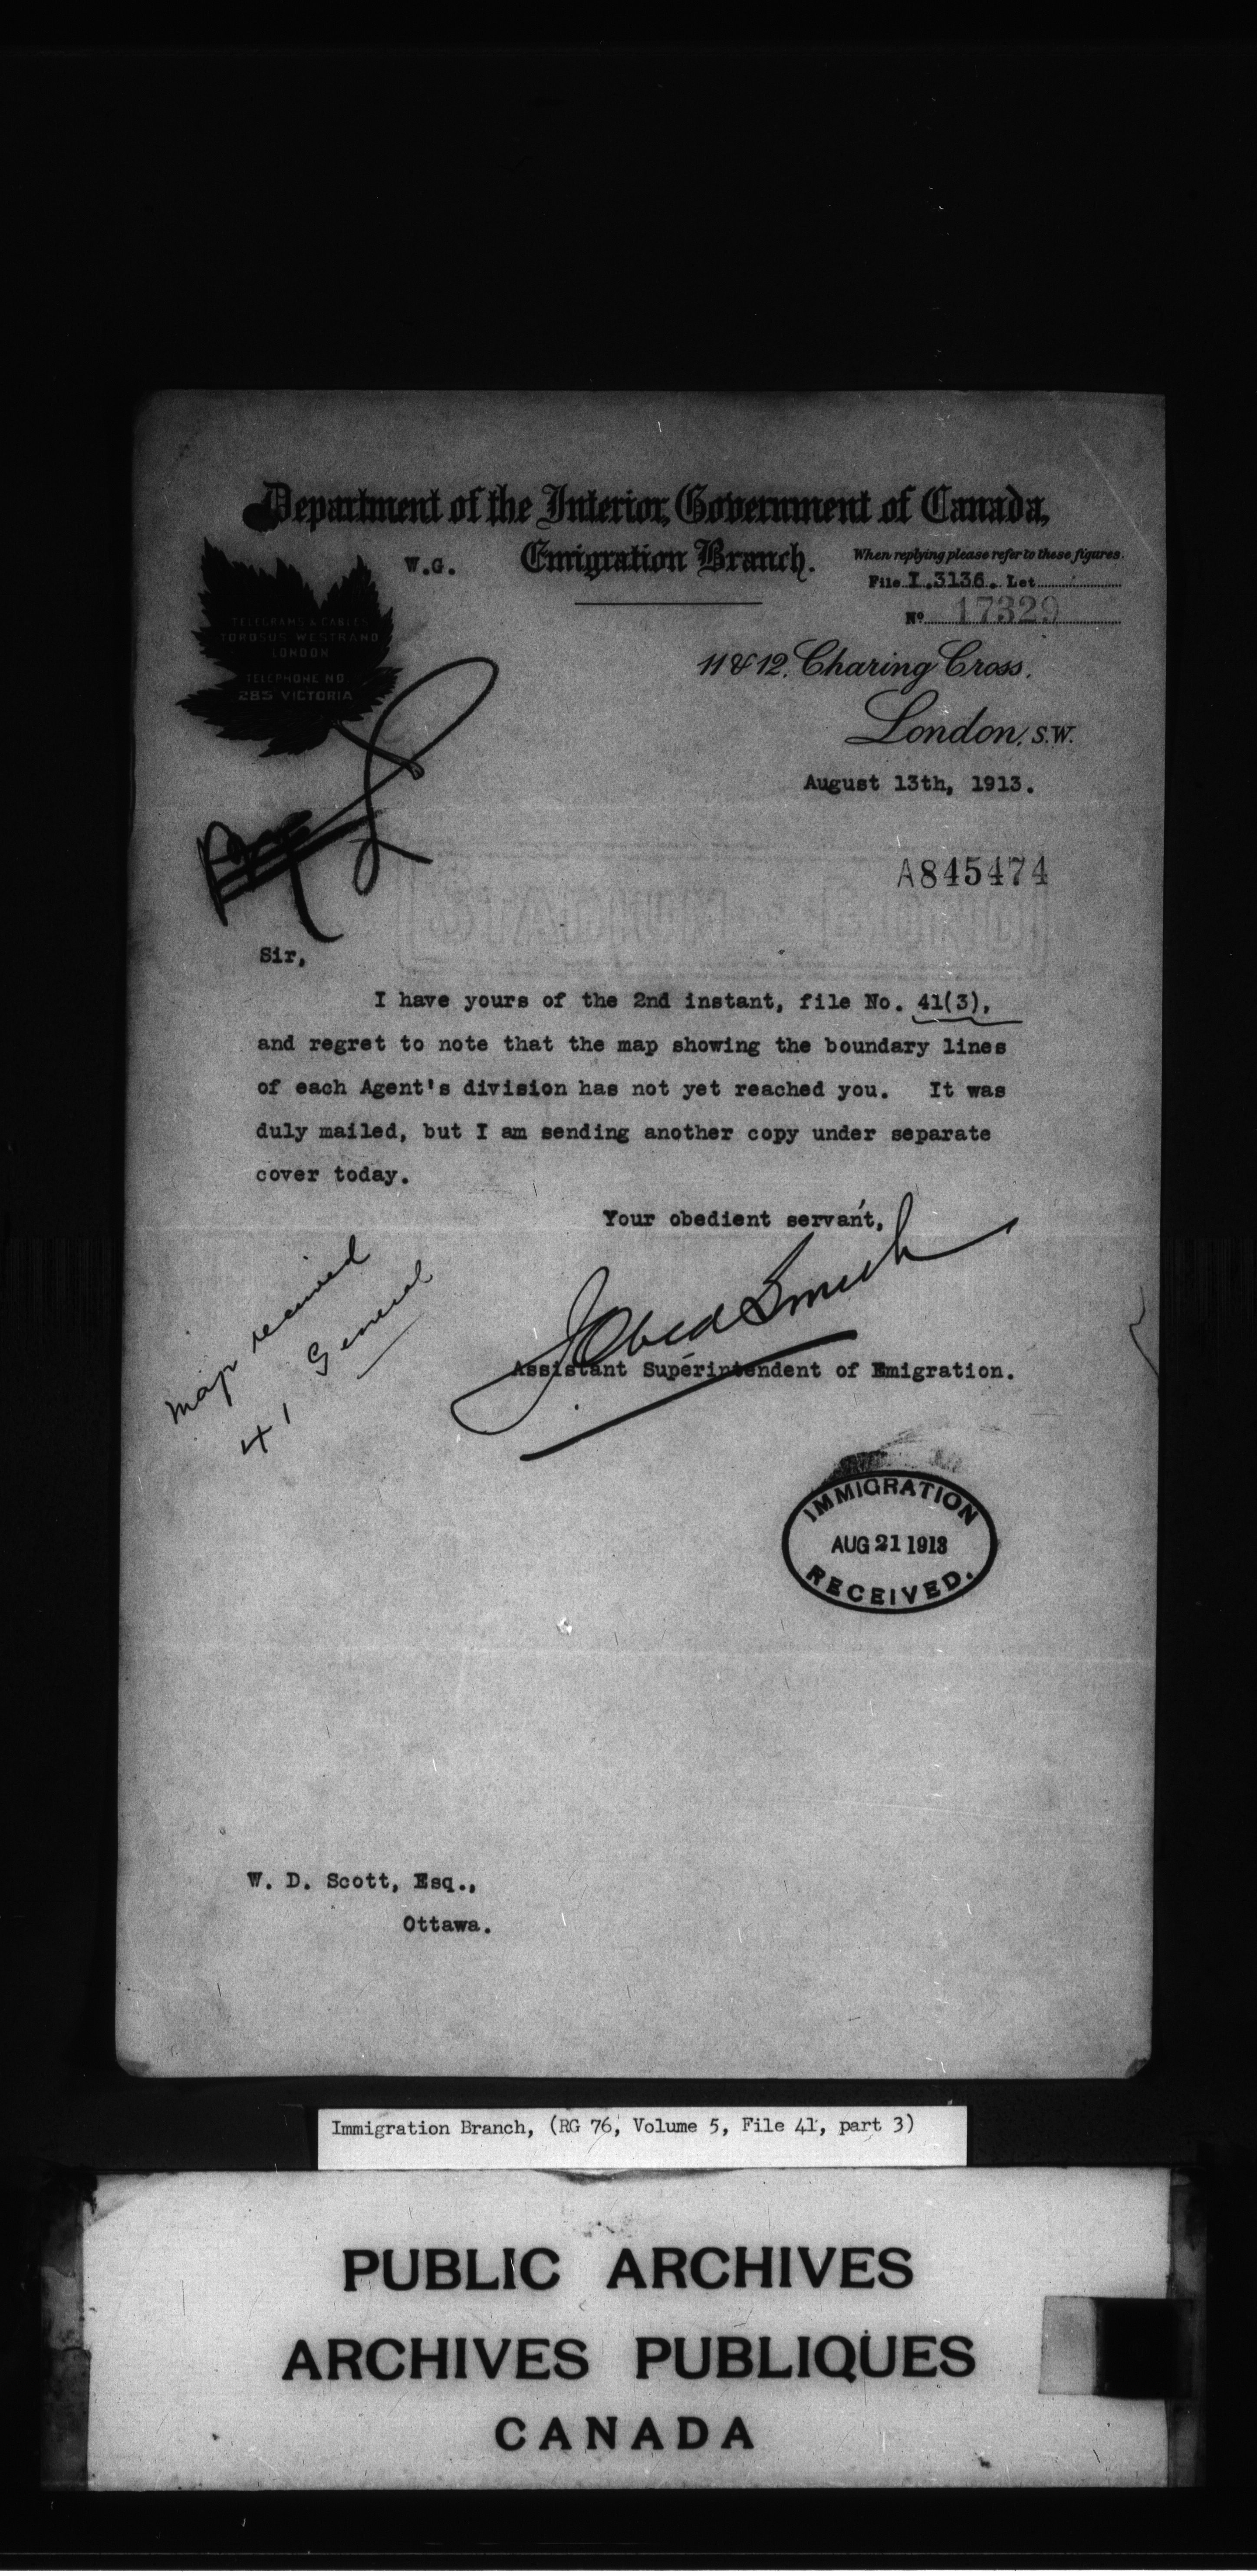 Department of the Interior, Government of Canada,
W.G.
Emigration Branch.
When replying please refer to these figures.
File I.3136. Let
No 17329
TELEGRAMS & CABLES
TOROSUS WESTRAND
LONDON
TELEPHONE NO
285 VICTORIA
11 & 12, Charing Cross,
London, S.W.
August 13th, 1913.
A845474
Sir,
I have yours of the 2nd instant, file No. 41(3),
and regret to note that the map showing the boundary lines
of each Agent's division has not yet reached you. It was
duly mailed, but I am sending another copy under separate
cover today.
Your obedient servant,
J Obed Smith
Assistant Superintendent of Emigration.
Map received
41 General
IMMIGRATION
AUG 21 1913
RECEIVED.
W. D. Scott, Esq.,
Ottawa.
Immigration Branch, (RG 76, Volume 5, File 41, part 3)
PUBLIC ARCHIVES
ARCHIVES PUBLIQUES
CANADA